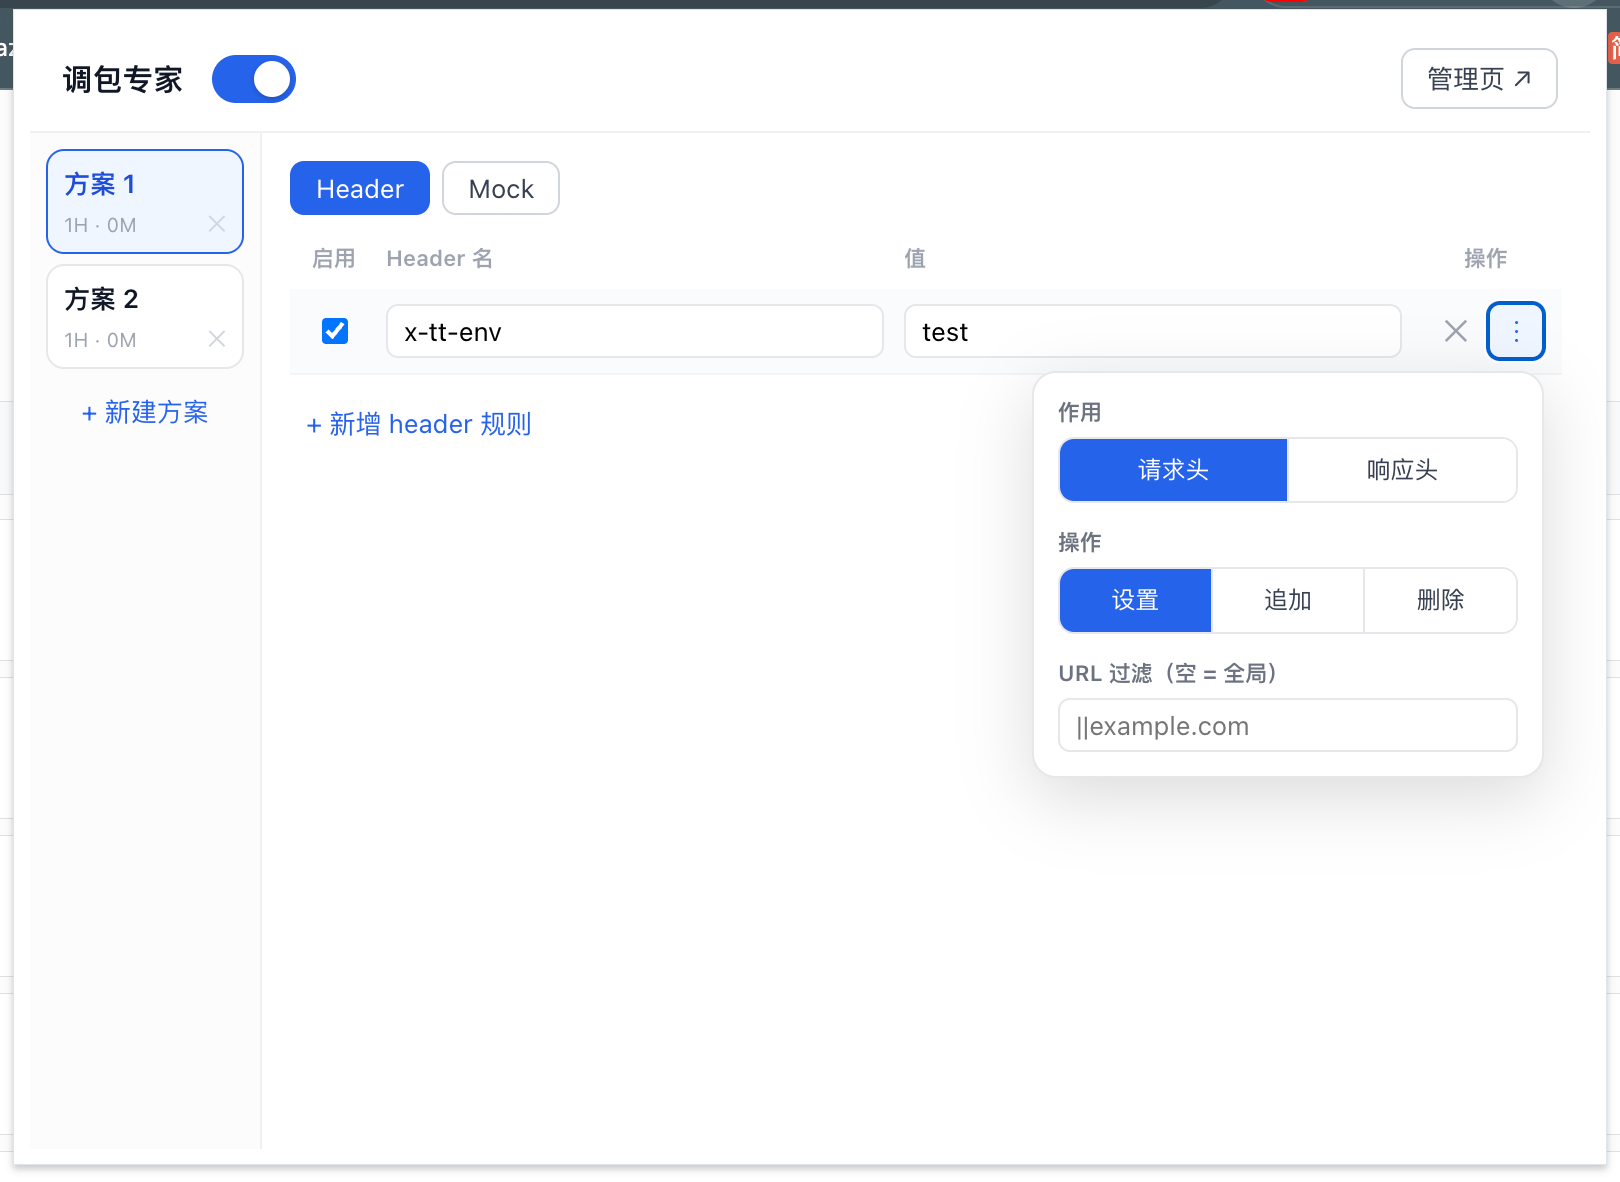 调包专家
管理页 ↗
方案 1
1H · 0M
方案 2
1H · 0M
+ 新建方案
Header
Mock
启用
Header 名
值
操作
x-tt-env
test
+ 新增 header 规则
作用
请求头
响应头
操作
设置
追加
删除
URL 过滤（空 = 全局）
||example.com